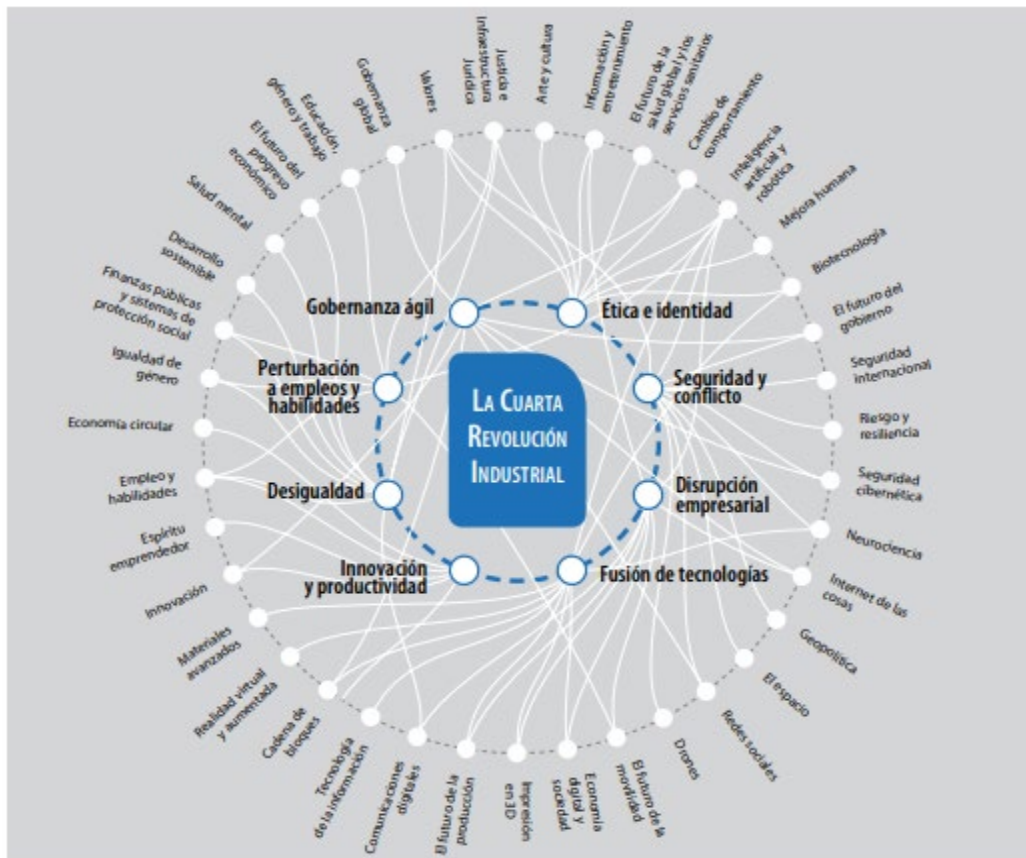 Justicia e
Infraestructura
Jurídica
Arte y cultura
Información y
entretenimiento
El futuro de la
salud global y los
servicios sanitarios
Cambio de
comportamiento
Inteligencia
artificial y
robótica
Mejora humana
Biotecnología
El futuro del
gobierno
Seguridad
internacional
Riesgo y
resiliencia
Seguridad
cibernética
Neurociencia
Internet de las
cosas
Geopolítica
El espacio
Redes sociales
Drones
El futuro de la
movilidad
Economía
digital y
sociedad
Impresión
en 3D
El futuro de la
producción
Comunicaciones
digitales
Tecnología
de la información
Cadena de
bloques
Realidad virtual
y aumentada
Materiales
avanzados
Innovación
Espíritu
emprendedor
Empleo y
habilidades
Economía circular
Igualdad de
género
Finanzas públicas
y sistemas de
protección social
Desarrollo
sostenible
Salud mental
El futuro del
progreso
económico
Educación,
género y trabajo
Gobernanza
global
Valores
Gobernanza ágil
Ética e identidad
Perturbación
a empleos y
habilidades
Seguridad y
conflicto
Desigualdad
Disrupción
empresarial
Innovación
y productividad
Fusión de tecnologías
La Cuarta
Revolución
Industrial